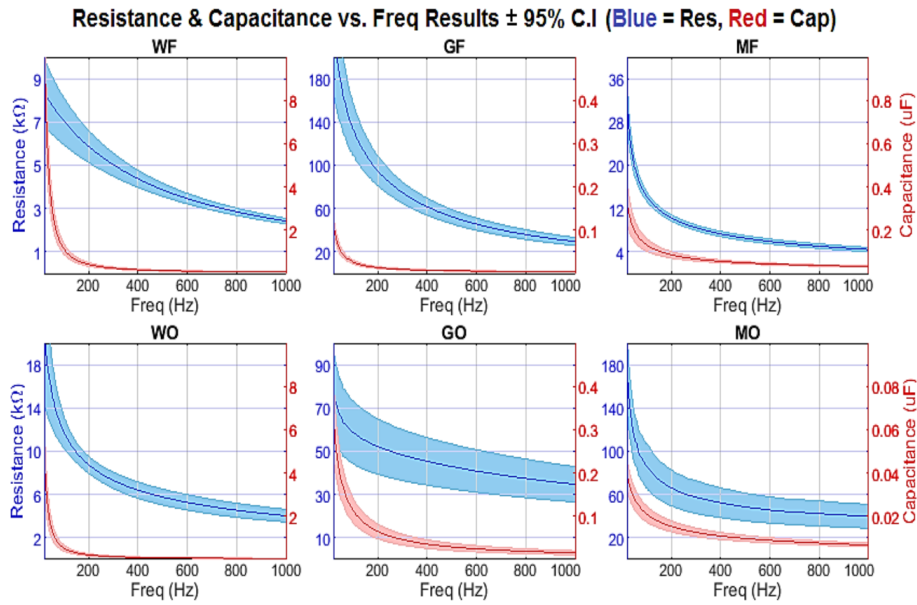 Resistance & Capacitance vs. Freq Results ± 95% C.I (Blue = Res, Red = Cap)
WF
GF
MF
Resistance (kΩ)
9
7
5
3
1
8
6
4
2
200 400 600 800 1000
Freq (Hz)
180
140
100
60
20
0.4
0.3
0.2
0.1
200 400 600 800 1000
Freq (Hz)
36
28
20
12
4
0.8
0.6
0.4
0.2
Capacitance (uF)
200 400 600 800 1000
Freq (Hz)
WO
GO
MO
Resistance (kΩ)
18
14
10
6
2
8
6
4
2
200 400 600 800 1000
Freq (Hz)
90
70
50
30
10
0.4
0.3
0.2
0.1
200 400 600 800 1000
Freq (Hz)
180
140
100
60
20
0.08
0.06
0.04
0.02
Capacitance (uF)
200 400 600 800 1000
Freq (Hz)